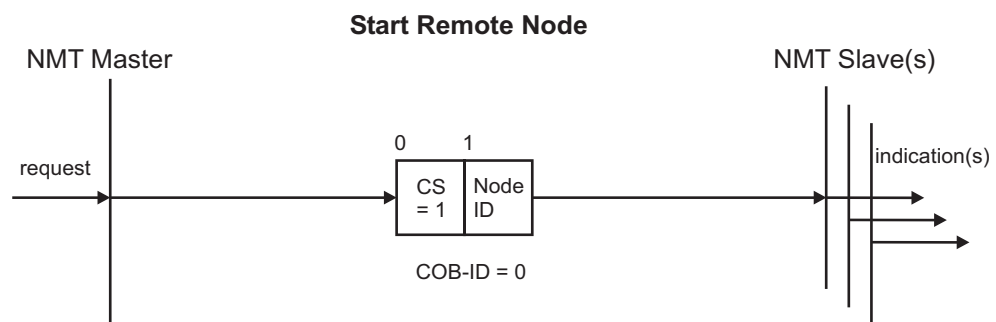 Start Remote Node
NMT Master
NMT Slave(s)
0 1
request
indication(s)
CS
= 1
Node
ID
COB-ID = 0